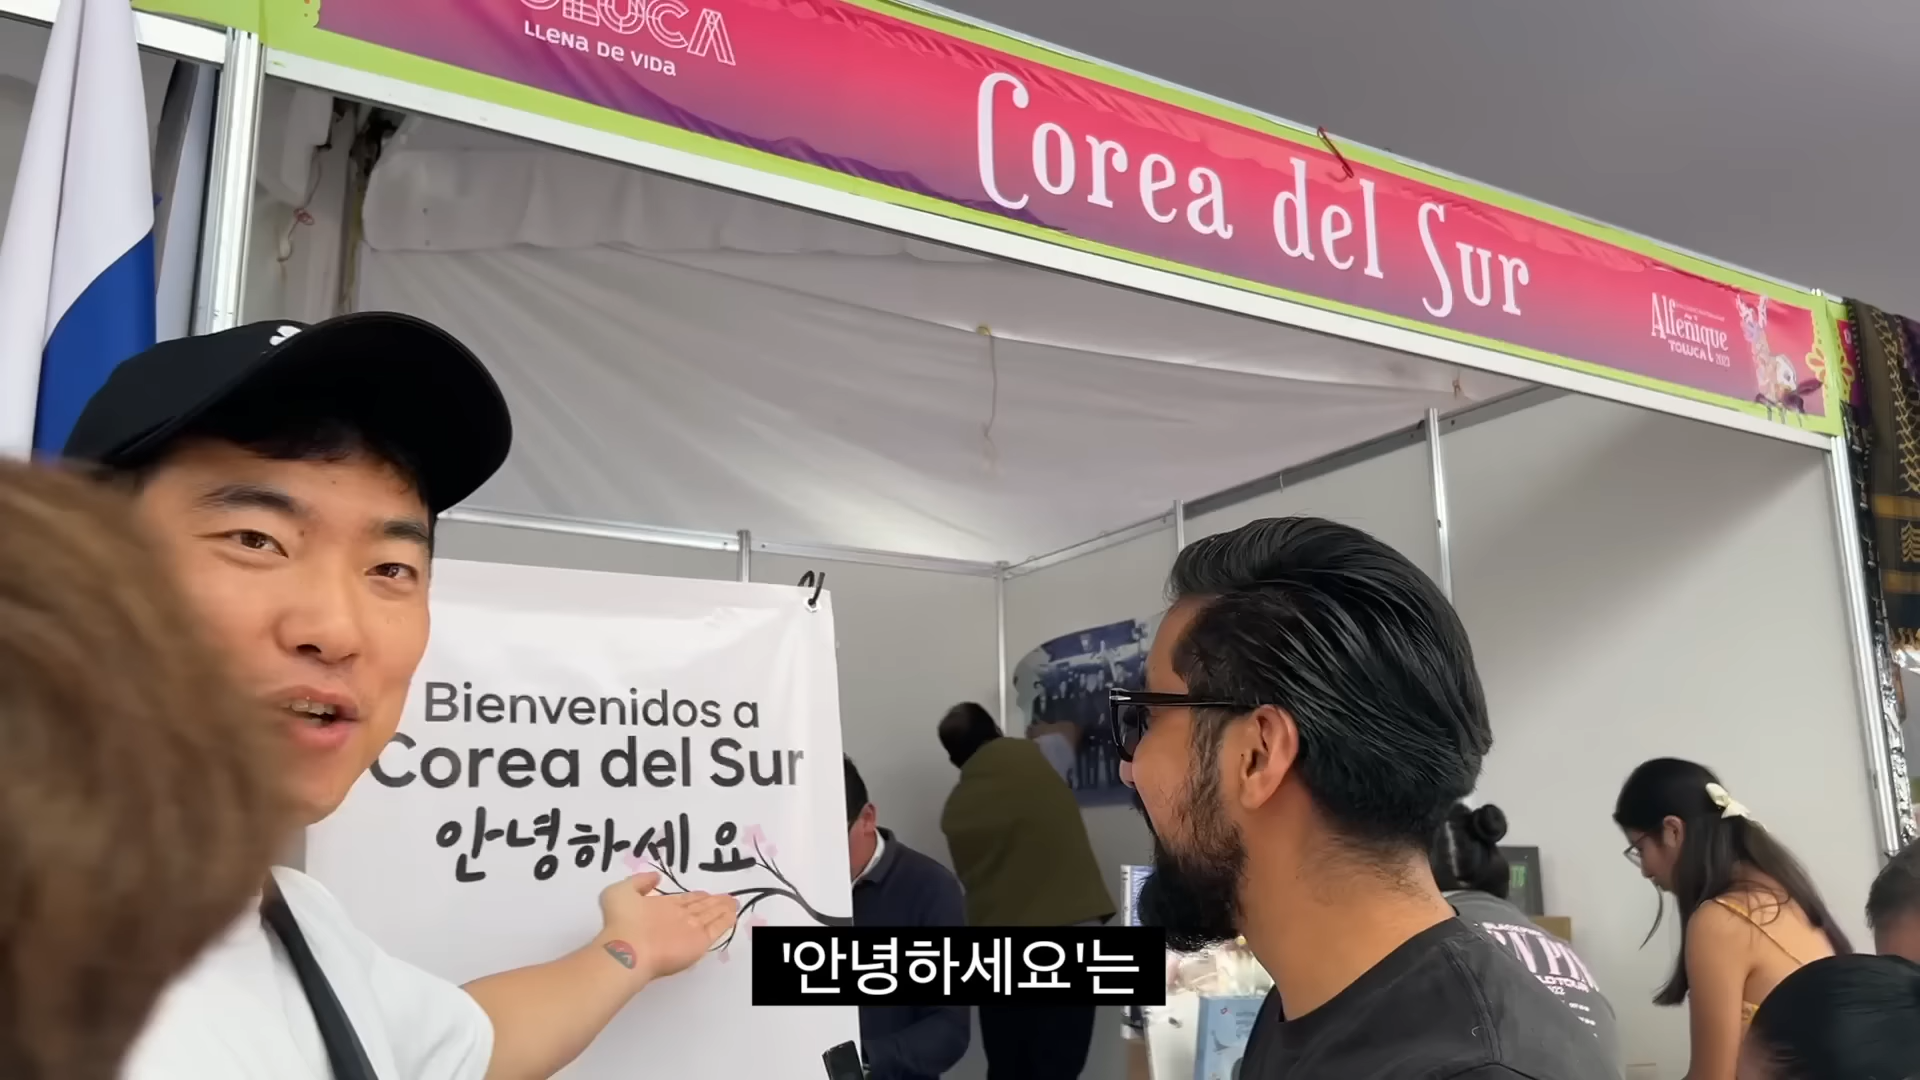 LLENA DE VIDA
Corea del Sur
Alfeñique
TOLUCA 2023
Bienvenidos a
Corea del Sur
안녕하세요
'안녕하세요'는